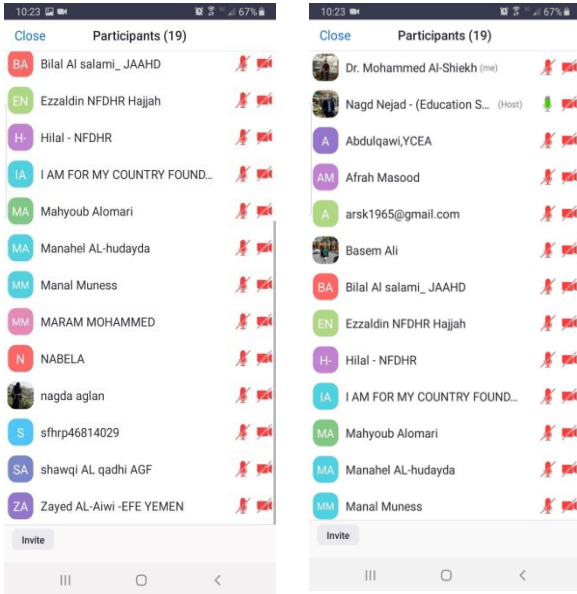 10:23 67%
Close Participants (19)
BA Bilal Al salami_ JAAHD
EN Ezzaldin NFDHR Hajjah
H- Hilal - NFDHR
IA I AM FOR MY COUNTRY FOUND...
MA Mahyoub Alomari
MA Manahel AL-hudayda
MM Manal Muness
MM MARAM MOHAMMED
N NABELA
nagda aglan
S sfhrp46814029
SA shawqi AL qadhi AGF
ZA Zayed AL-Aiwi -EFE YEMEN
Invite
10:23 67%
Close Participants (19)
Dr. Mohammed Al-Shiekh (me)
Nagd Nejad - (Education S... (Host)
A Abdulqawi,YCEA
AM Afrah Masood
A arsk1965@gmail.com
Basem Ali
BA Bilal Al salami_ JAAHD
EN Ezzaldin NFDHR Hajjah
H- Hilal - NFDHR
IA I AM FOR MY COUNTRY FOUND...
MA Mahyoub Alomari
MA Manahel AL-hudayda
MM Manal Muness
Invite